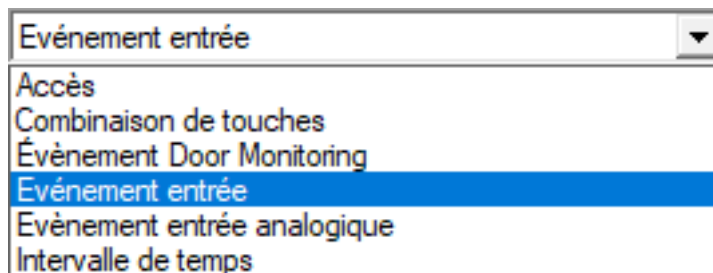 Evénement entrée
Accès
Combinaison de touches
Évènement Door Monitoring
Evénement entrée
Evènement entrée analogique
Intervalle de temps